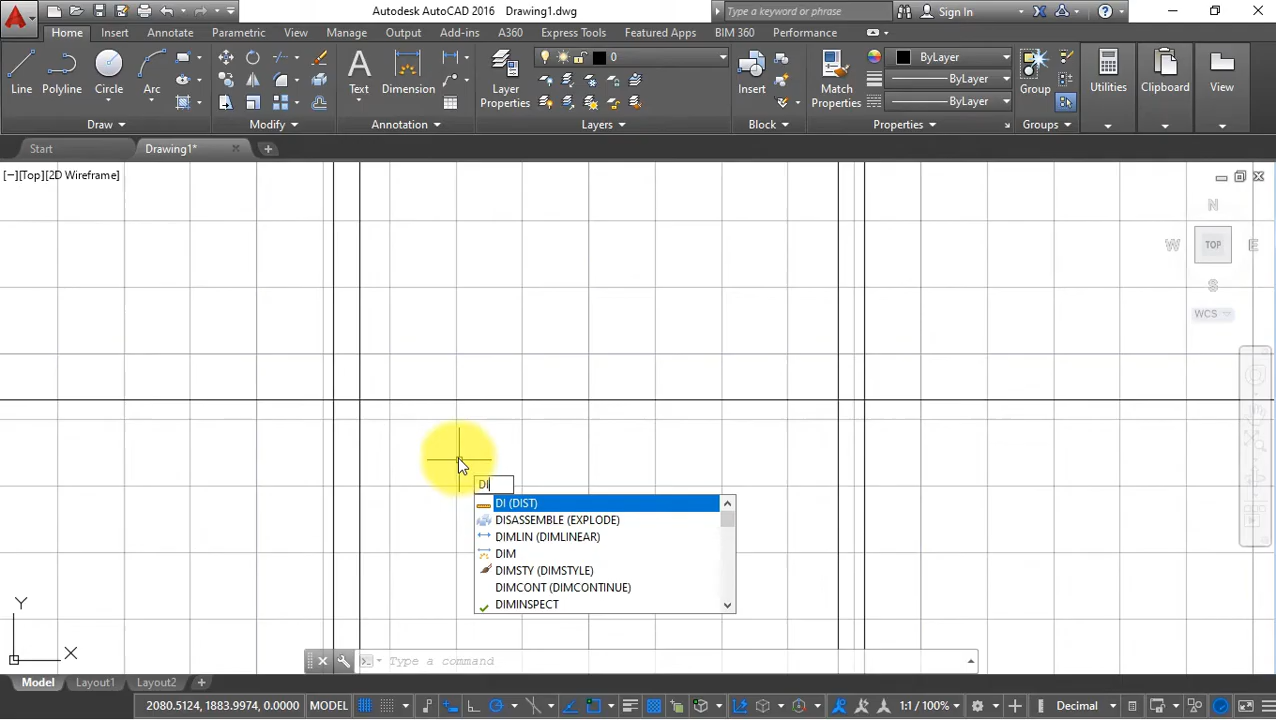 Autodesk AutoCAD 2016 Drawing1.dwg
Type a keyword or phrase
Sign In
Home Insert Annotate Parametric View Manage Output Add-ins A360 Express Tools Featured Apps BIM 360 Performance
0
ByLayer
ByLayer
ByLayer
Line Polyline Circle Arc Text Dimension Layer Properties Insert Match Properties Group Utilities Clipboard View
Draw Modify Annotation Layers Block Properties Groups
Start Drawing1*
[−][Top][2D Wireframe]
N
W TOP E
S
WCS
DI
DI (DIST)
DISASSEMBLE (EXPLODE)
DIMLIN (DIMLINEAR)
DIM
DIMSTY (DIMSTYLE)
DIMCONT (DIMCONTINUE)
DIMINSPECT
Y
X
Type a command
Model Layout1 Layout2
2080.5124, 1883.9974, 0.0000 MODEL 1:1 / 100% Decimal